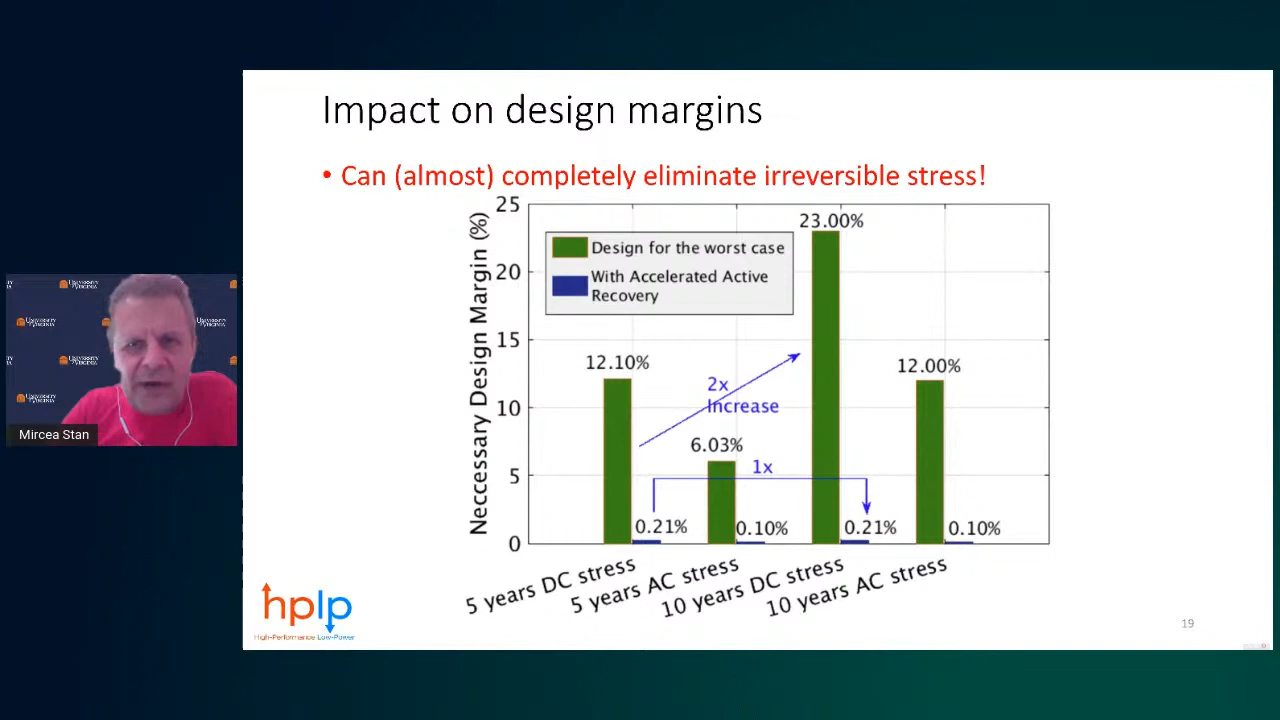 Impact on design margins
• Can (almost) completely eliminate irreversible stress!
Neccessary Design Margin (%)
25
20
15
10
5
0
Design for the worst case
With Accelerated Active
Recovery
12.10%
0.21%
6.03%
0.10%
23.00%
0.21%
12.00%
0.10%
2x
Increase
1x
5 years DC stress
5 years AC stress
10 years DC stress
10 years AC stress
hplp
High-Performance Low-Power
19
UNIVERSITY
of VIRGINIA
Mircea Stan